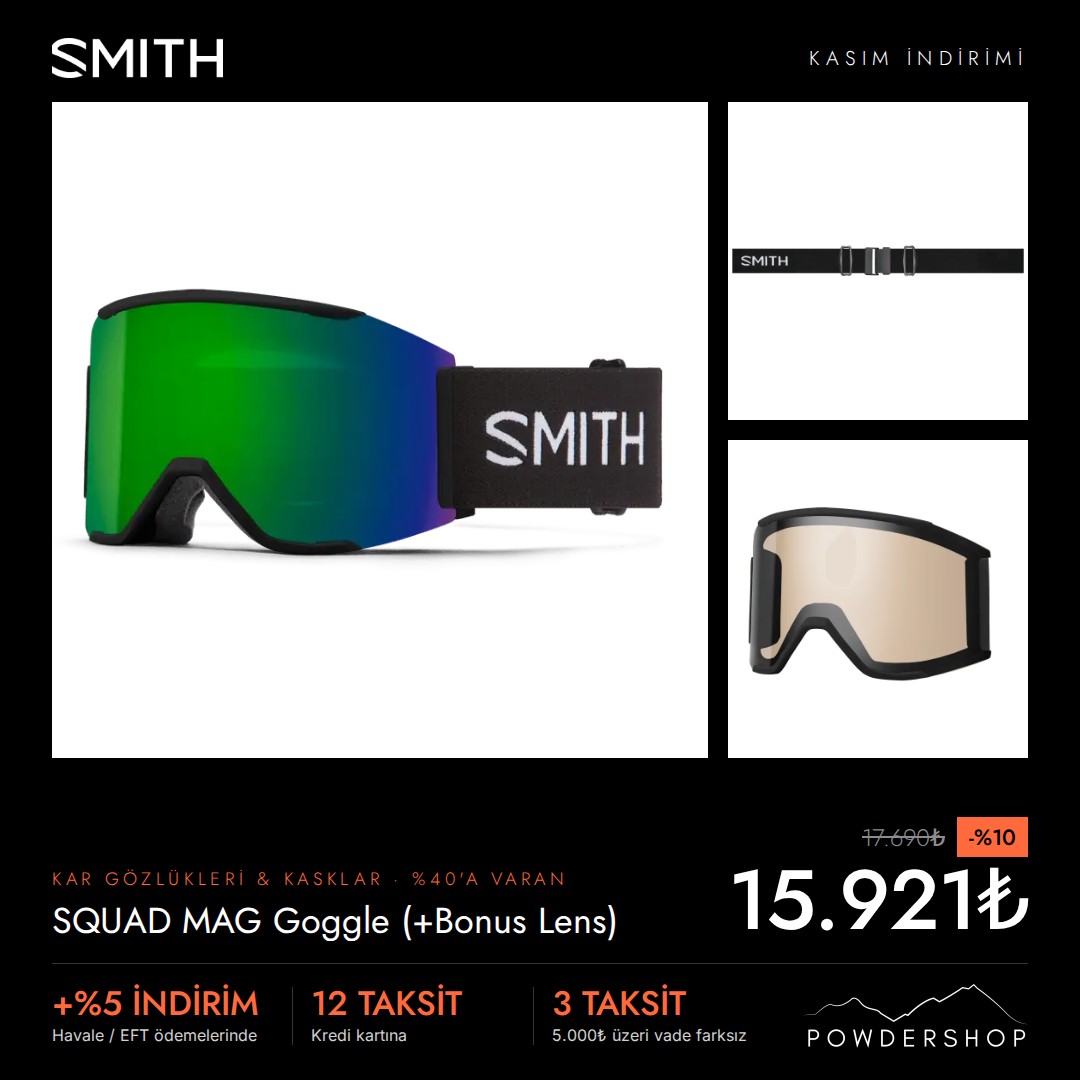 SMITH
KASIM İNDİRİMİ
SMITH
SMITH
17.690₺
-%10
KAR GÖZLÜKLERİ & KASKLAR · %40'A VARAN
15.921₺
SQUAD MAG Goggle (+Bonus Lens)
+%5 İNDİRİM
Havale / EFT ödemelerinde
12 TAKSİT
Kredi kartına
3 TAKSİT
5.000₺ üzeri vade farksız
POWDERSHOP